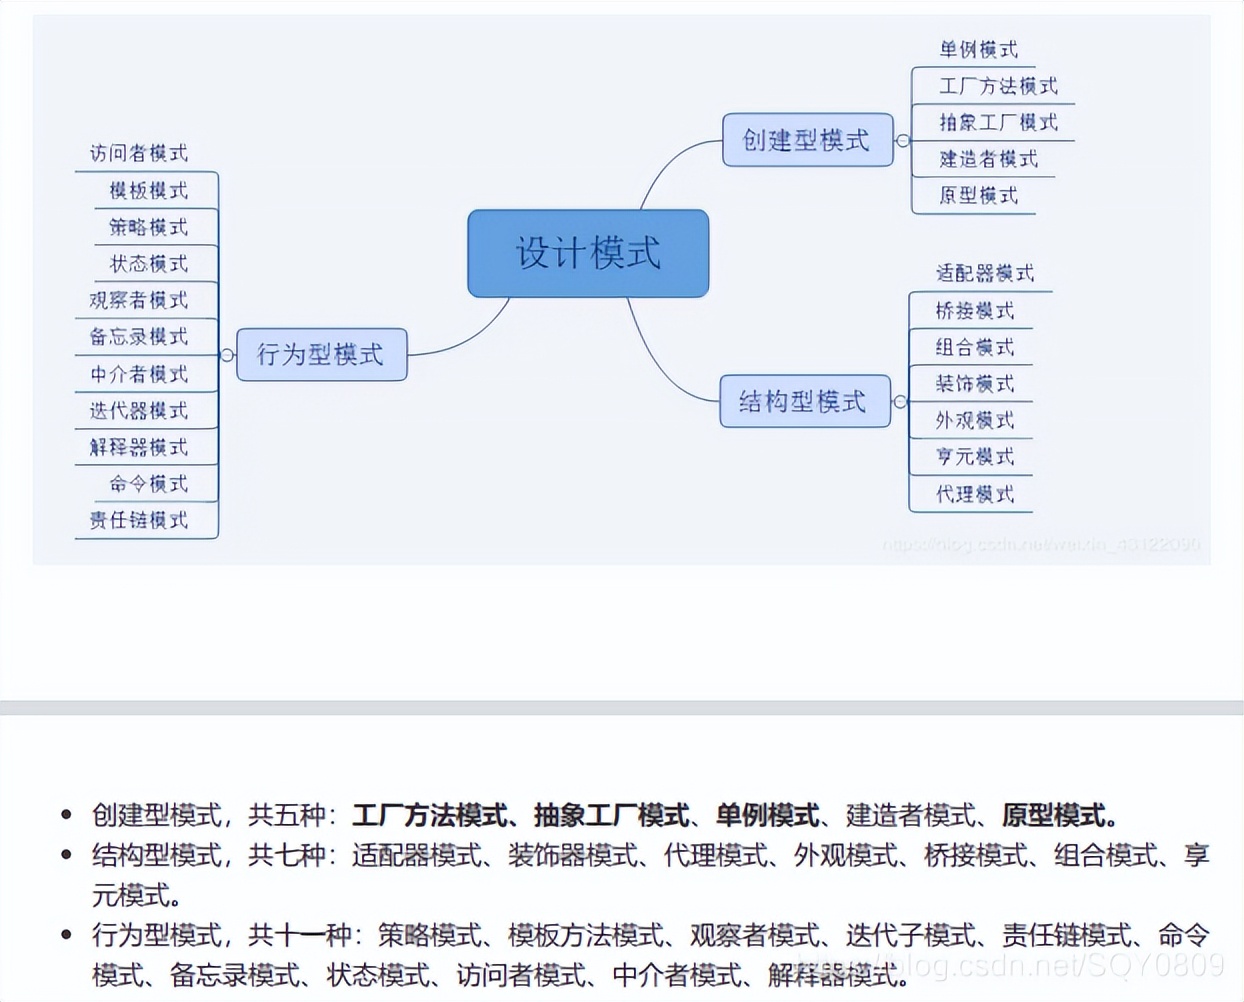 单例模式
工厂方法模式
抽象工厂模式
创建型模式
建造者模式
原型模式
访问者模式
模板模式
策略模式
状态模式
观察者模式
备忘录模式
中介者模式
迭代器模式
解释器模式
命令模式
责任链模式
设计模式
行为型模式
适配器模式
桥接模式
组合模式
装饰模式
结构型模式
外观模式
享元模式
代理模式
https://blog.csdn.net/weixin_43122090
创建型模式，共五种：工厂方法模式、抽象工厂模式、单例模式、建造者模式、原型模式。
结构型模式，共七种：适配器模式、装饰器模式、代理模式、外观模式、桥接模式、组合模式、享
元模式。
行为型模式，共十一种：策略模式、模板方法模式、观察者模式、迭代子模式、责任链模式、命令
模式、备忘录模式、状态模式、访问者模式、中介者模式、解释器模式。
https://blog.csdn.net/SQY0809